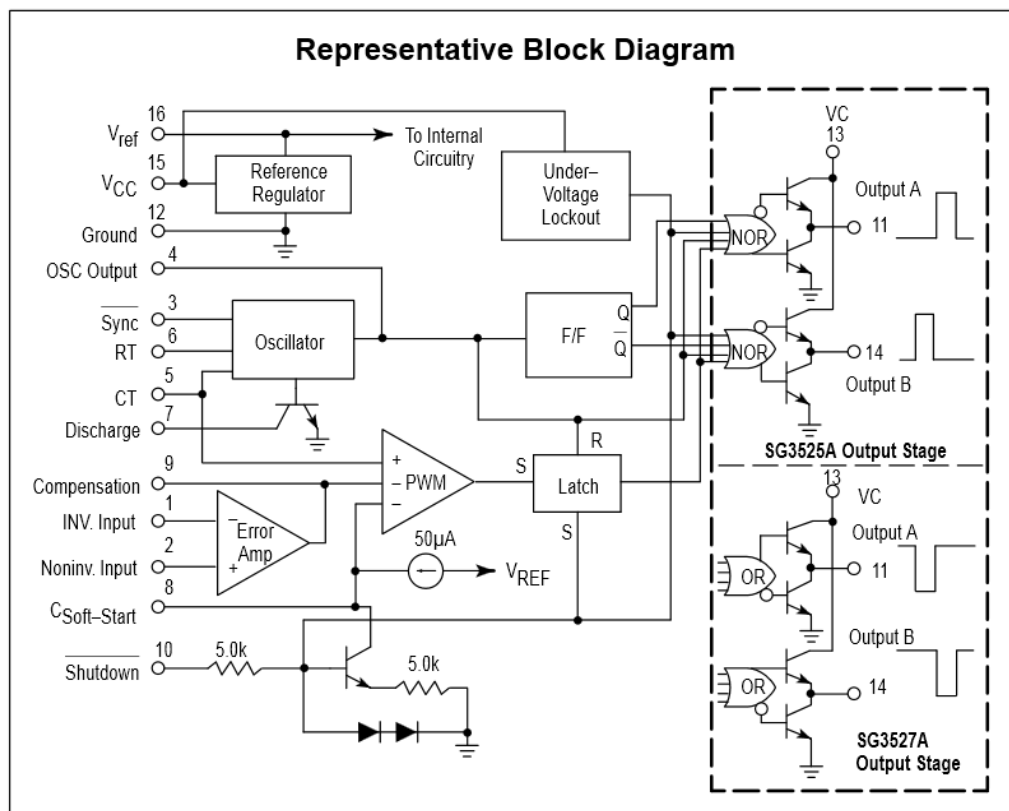 Representative Block Diagram
16
Vref
To Internal
Circuitry
15
VCC
Reference
Regulator
Under–
Voltage
Lockout
12
Ground
4
OSC Output
3
Sync
6
RT
5
CT
7
Discharge
Oscillator
Q
F/F
Q
R
S
Latch
S
9
Compensation
1
INV. Input
2
Noninv. Input
8
CSoft–Start
+
–
PWM
–
–
Error
Amp
+
50µA
VREF
10
Shutdown
5.0k
5.0k
VC
13
Output A
NOR
11
NOR
14
Output B
SG3525A Output Stage
13
VC
Output A
OR
11
Output B
OR
14
SG3527A
Output Stage